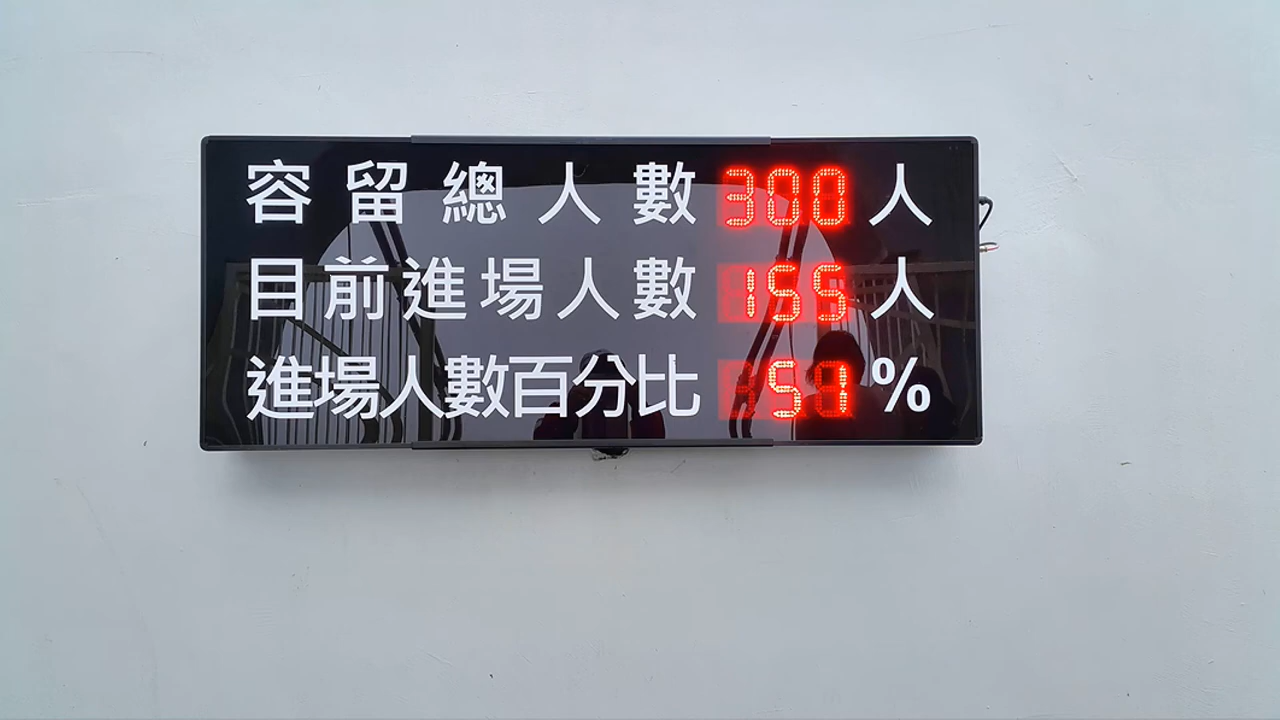 容留總人數 300 人
目前進場人數 155 人
進場人數百分比 51 %